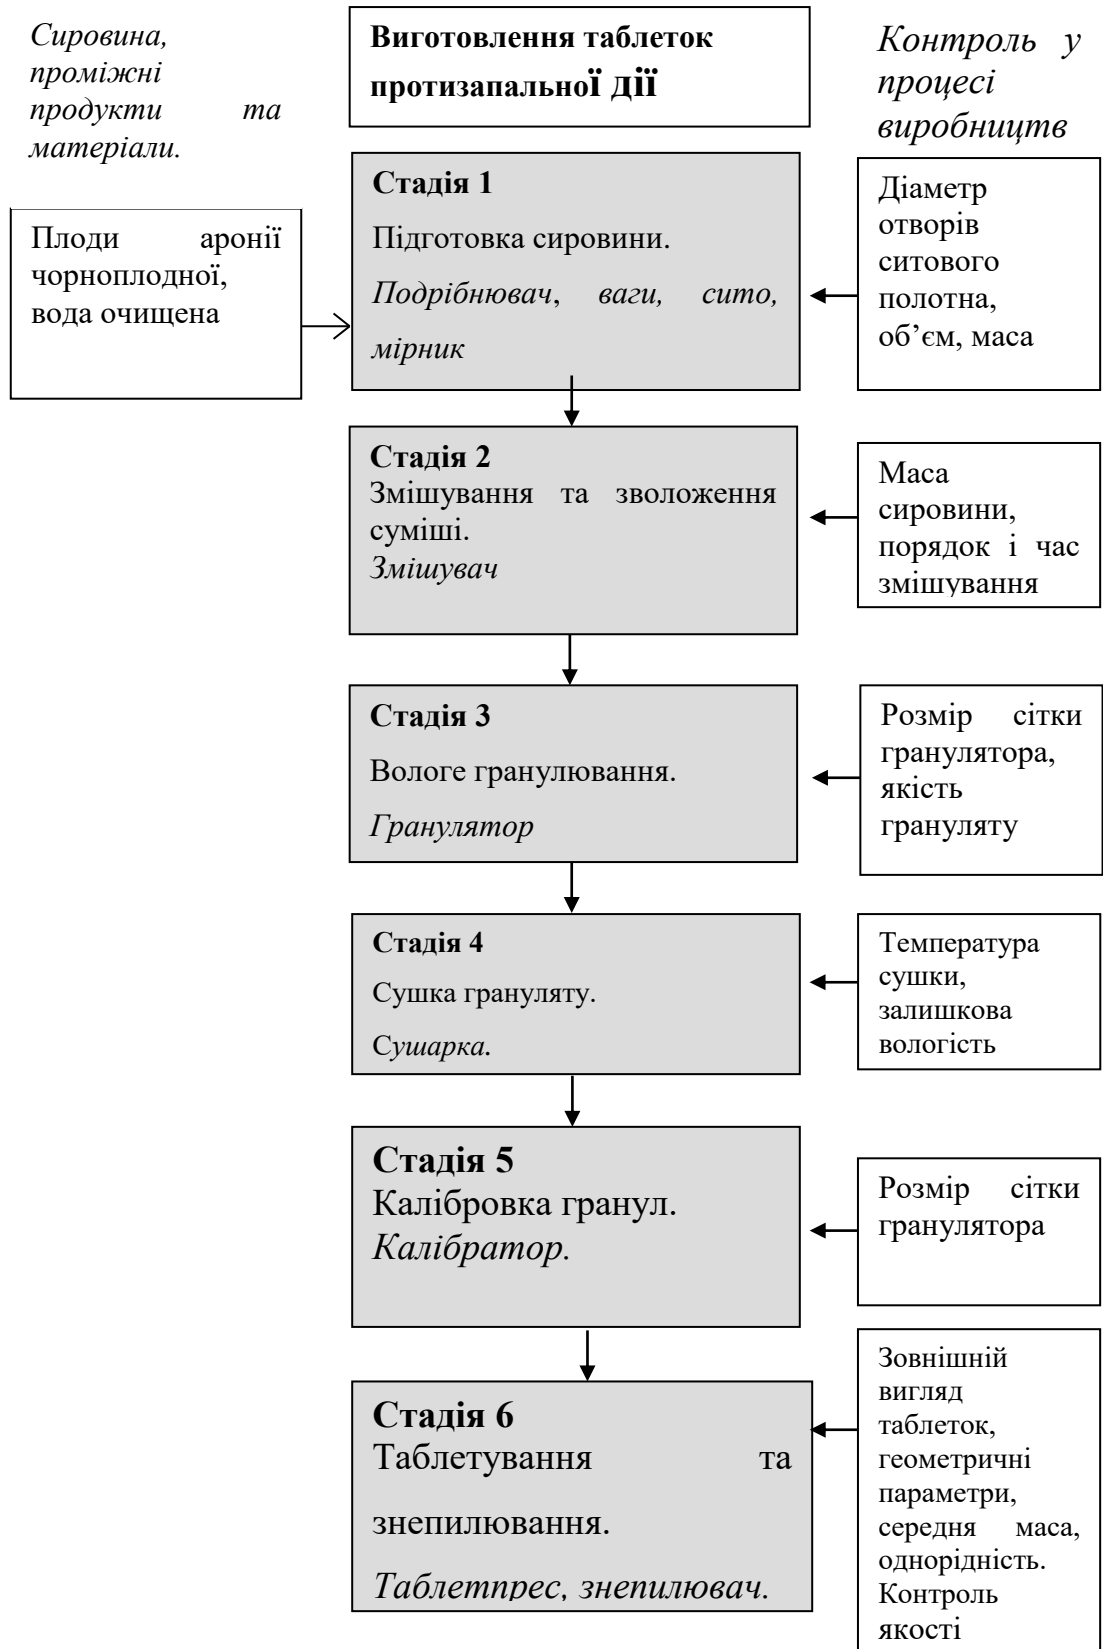 Сировина,
проміжні
продукти та
матеріали.
Виготовлення таблеток
протизапальної дії
Контроль у
процесі
виробництв
Плоди аронії
чорноплодної,
вода очищена
Стадія 1
Підготовка сировини.
Подрібнювач, ваги, сито,
мірник
Діаметр
отворів
ситового
полотна,
об’єм, маса
Стадія 2
Змішування та зволоження
суміші.
Змішувач
Маса
сировини,
порядок і час
змішування
Стадія 3
Вологе гранулювання.
Гранулятор
Розмір сітки
гранулятора,
якість
грануляту
Стадія 4
Сушка грануляту.
Сушарка.
Температура
сушки,
залишкова
вологість
Стадія 5
Калібровка гранул.
Калібратор.
Розмір сітки
гранулятора
Стадія 6
Таблетування та
знепилювання.
Таблетпрес, знепилювач.
Зовнішній
вигляд
таблеток,
геометричні
параметри,
середня маса,
однорідність.
Контроль
якості